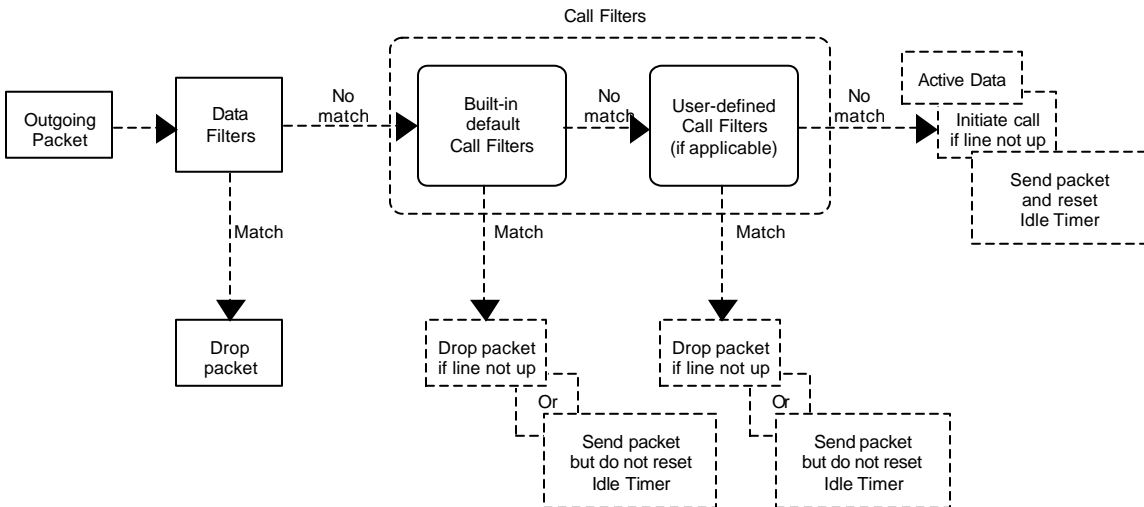 Call Filters
Outgoing
Packet
Data
Filters
No
match
Built-in
default
Call Filters
No
match
User-defined
Call Filters
(if applicable)
No
match
Active Data
Initiate call
if line not up
Send packet
and reset
Idle Timer
Match
Match
Match
Drop
packet
Drop packet
if line not up
Or
Send packet
but do not reset
Idle Timer
Drop packet
if line not up
Or
Send packet
but do not reset
Idle Timer